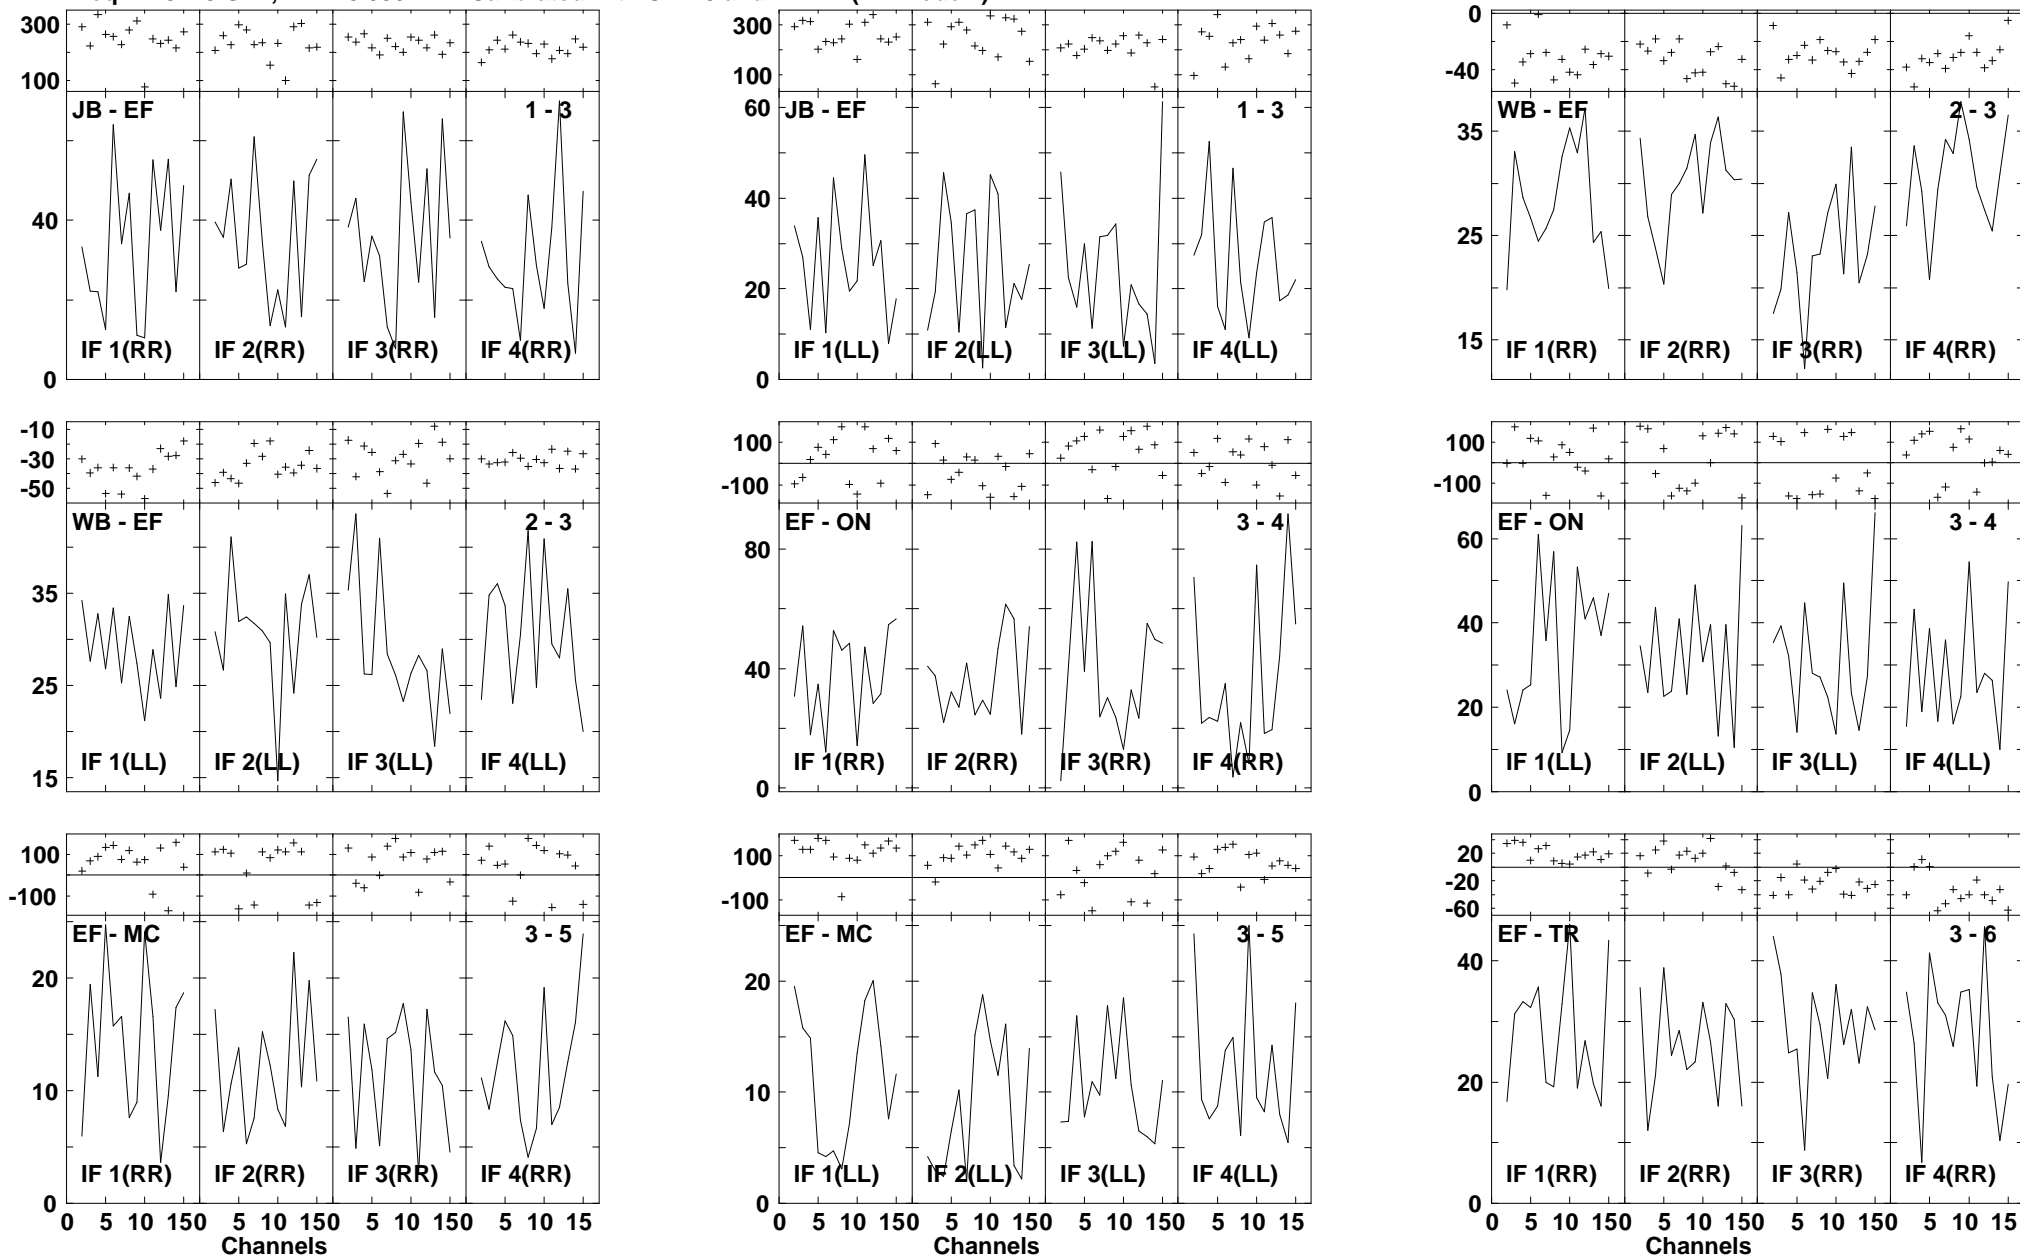 300 300 0
100 100 -40
JB - EF 1 - 3 JB - EF 1 - 3 WB - EF 2 - 3
60
35
40 40
25
20
IF 1(RR) IF 2(RR) IF 3(RR) IF 4(RR) IF 1(LL) IF 2(LL) IF 3(LL) IF 4(LL) 15 IF 1(RR) IF 2(RR) IF 3(RR) IF 4(RR)
0 0
-10
-30 100 100
-50 -100 -100
WB - EF 2 - 3 EF - ON 3 - 4 EF - ON 3 - 4
80 60
35
40 40
25
20
15 IF 1(LL) IF 2(LL) IF 3(LL) IF 4(LL) IF 1(RR) IF 2(RR) IF 3(RR) IF 4(RR) IF 1(LL) IF 2(LL) IF 3(LL) IF 4(LL)
0 0
100 100 20
-20
-100 -100 -60
EF - MC 3 - 5 EF - MC 3 - 5 EF - TR 3 - 6
20 20 40
10 10 20
IF 1(RR) IF 2(RR) IF 3(RR) IF 4(RR) IF 1(LL) IF 2(LL) IF 3(LL) IF 4(LL) IF 1(RR) IF 2(RR) IF 3(RR) IF 4(RR)
0 0 0
0 5 10 150 5 10 150 5 10 150 5 10 15 0 5 10 150 5 10 150 5 10 150 5 10 15 0 5 10 150 5 10 150 5 10 150 5 10 15
Channels Channels Channels